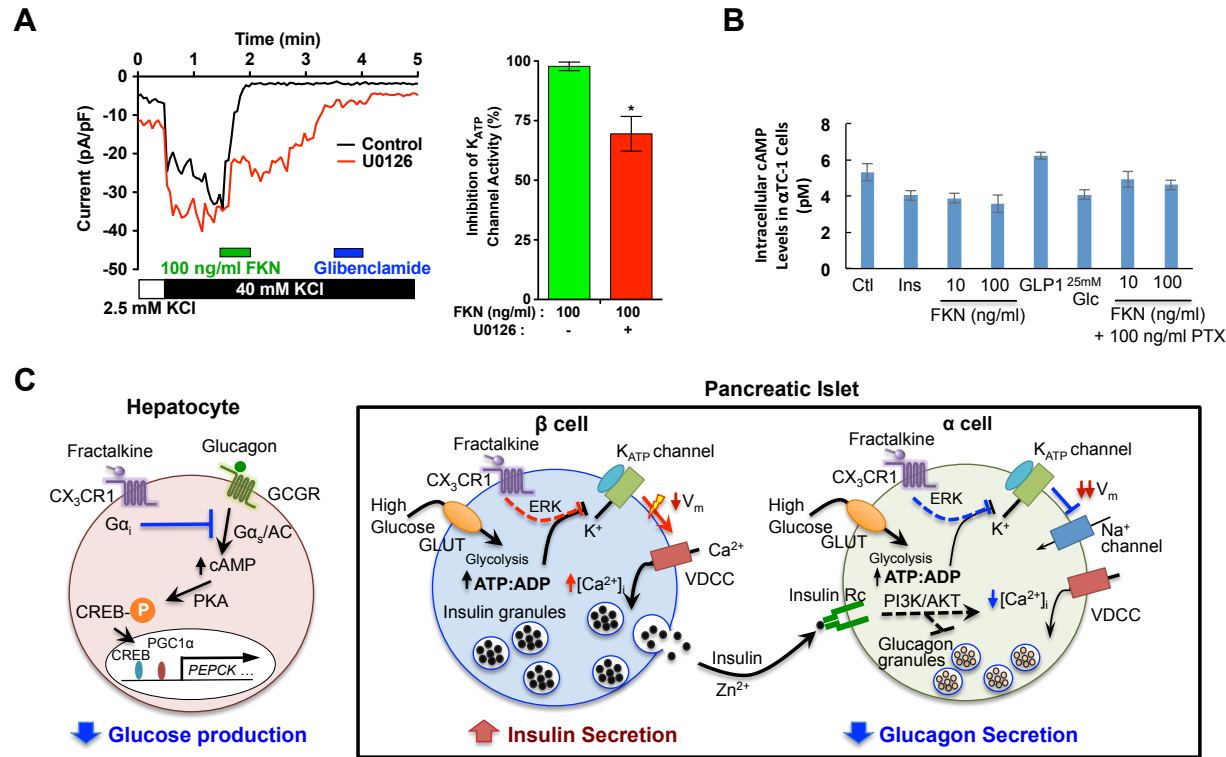 A
Time (min)
0 1 2 3 4 5
0
-10
-20
-30
-40
-50
Current (pA/pF)
Control
U0126
100 ng/ml FKN
Glibenclamide
40 mM KCl
2.5 mM KCl
Inhibition of KATP
Channel Activity (%)
100
75
50
25
0
*
FKN (ng/ml) : 100 100
U0126 : - +
B
Intracellular cAMP
Levels in αTC-1 Cells
(pM)
8
6
4
2
0
Ctl Ins 10 100 GLP1 25mM Glc 10 100
FKN (ng/ml)
FKN (ng/ml)
+ 100 ng/ml PTX
C
Hepatocyte
Fractalkine
Glucagon
CX3CR1
GCGR
Gαi
Gαs/AC
cAMP
PKA
CREB-P
CREB
PGC1α
PEPCK ...
Glucose production
Pancreatic Islet
β cell
Fractalkine
KATP channel
CX3CR1
ERK
Vm
High
Glucose
GLUT
K+
Glycolysis
Ca2+
ATP:ADP
[Ca2+]i
VDCC
Insulin granules
Insulin
Zn2+
Insulin Secretion
α cell
Fractalkine
KATP channel
CX3CR1
ERK
Vm
High
Glucose
GLUT
K+
Na+
channel
Glycolysis
ATP:ADP
Insulin Rc
PI3K/AKT
[Ca2+]i
VDCC
Glucagon
granules
Glucagon Secretion